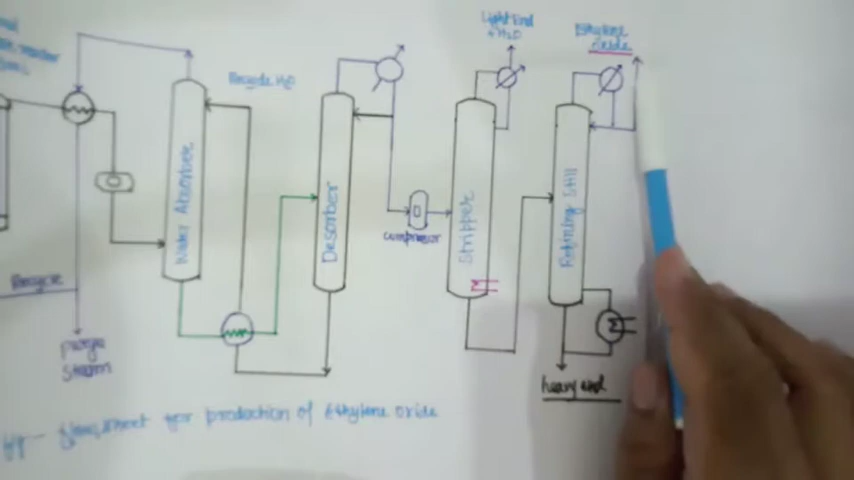 Light End
+ H2O
Ethylene
oxide
Recycle H2O
Water Absorber
Desorber
Stripper
Refining Still
compressor
Recycle
purge
steam
heavy end
flowsheet for production of Ethylene oxide